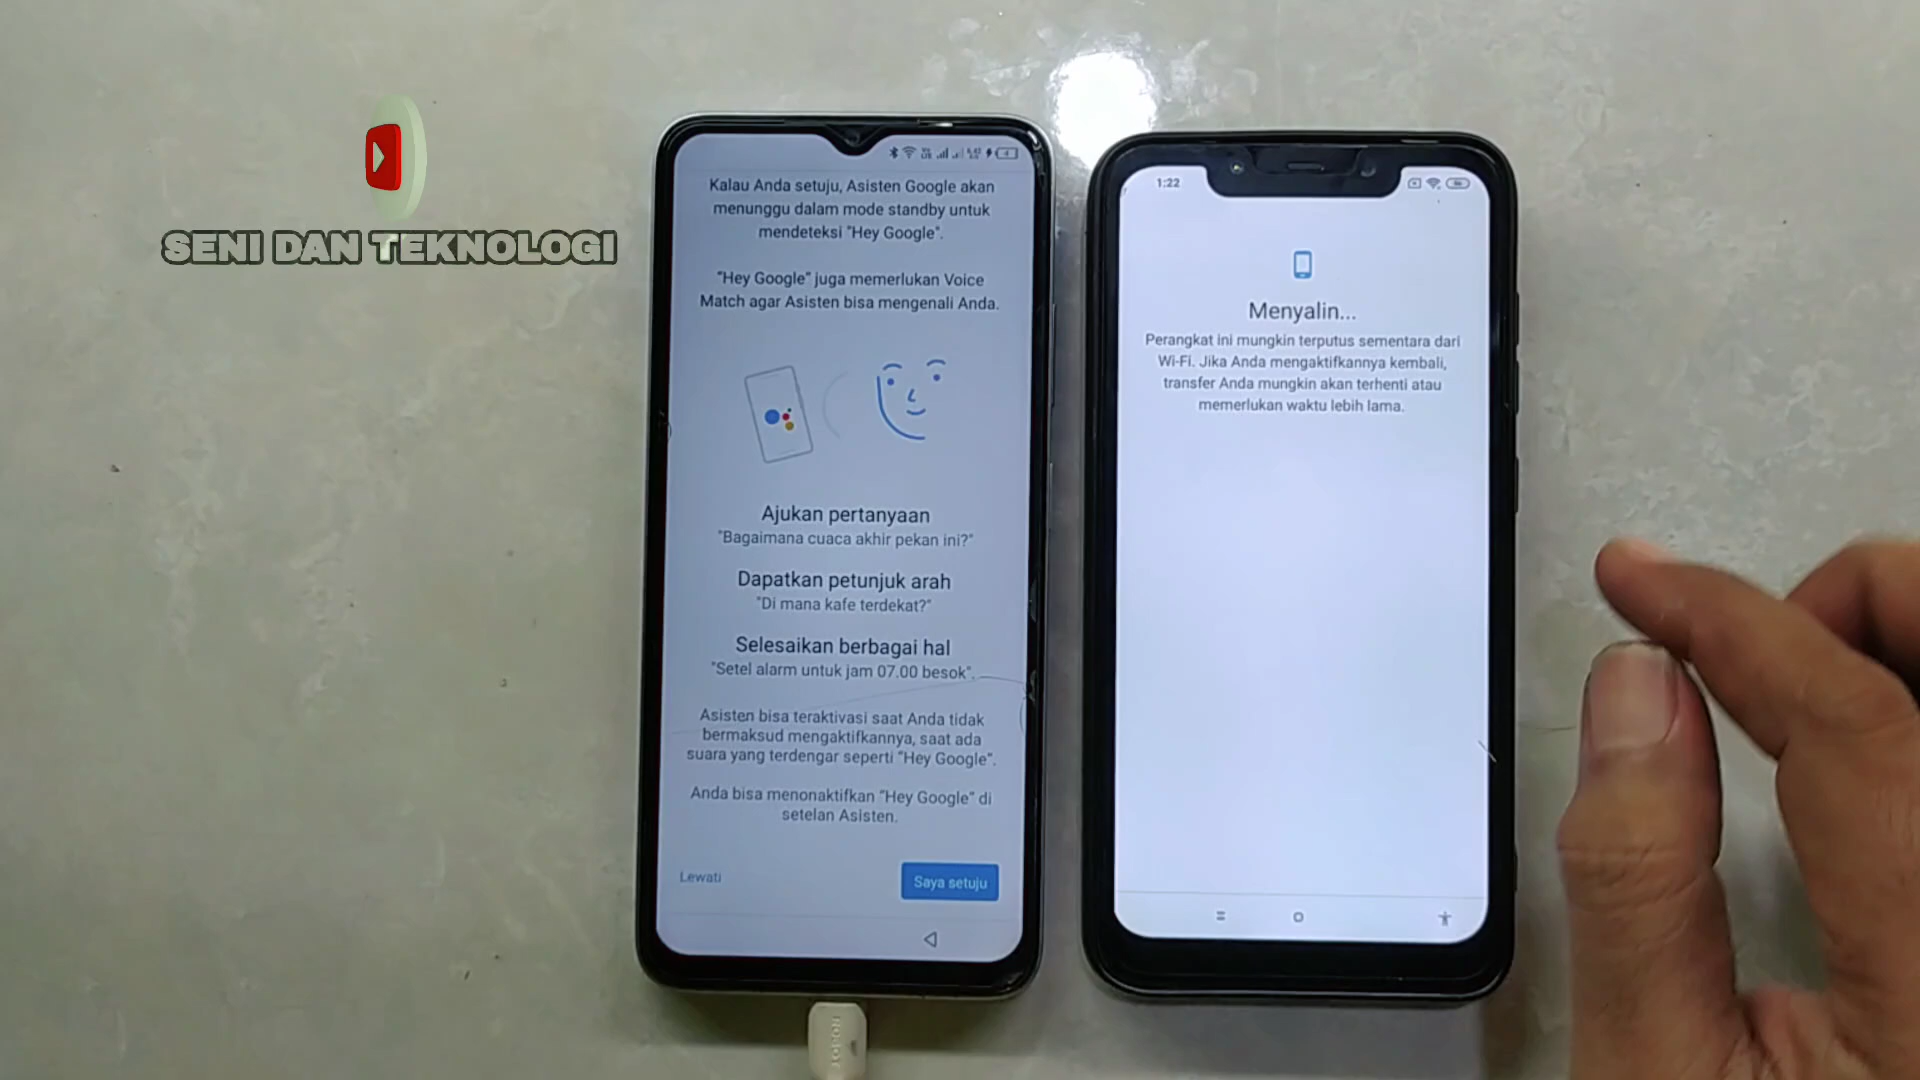 SENI DAN TEKNOLOGI
Kalau Anda setuju, Asisten Google akan
menunggu dalam mode standby untuk
mendeteksi "Hey Google".
"Hey Google" juga memerlukan Voice
Match agar Asisten bisa mengenali Anda.
Ajukan pertanyaan
"Bagaimana cuaca akhir pekan ini?"
Dapatkan petunjuk arah
"Di mana kafe terdekat?"
Selesaikan berbagai hal
"Setel alarm untuk jam 07.00 besok".
Asisten bisa teraktivasi saat Anda tidak
bermaksud mengaktifkannya, saat ada
suara yang terdengar seperti "Hey Google".
Anda bisa menonaktifkan "Hey Google" di
setelan Asisten.
Lewati
Saya setuju
1:22
Menyalin...
Perangkat ini mungkin terputus sementara dari
Wi-Fi. Jika Anda mengaktifkannya kembali,
transfer Anda mungkin akan terhenti atau
memerlukan waktu lebih lama.